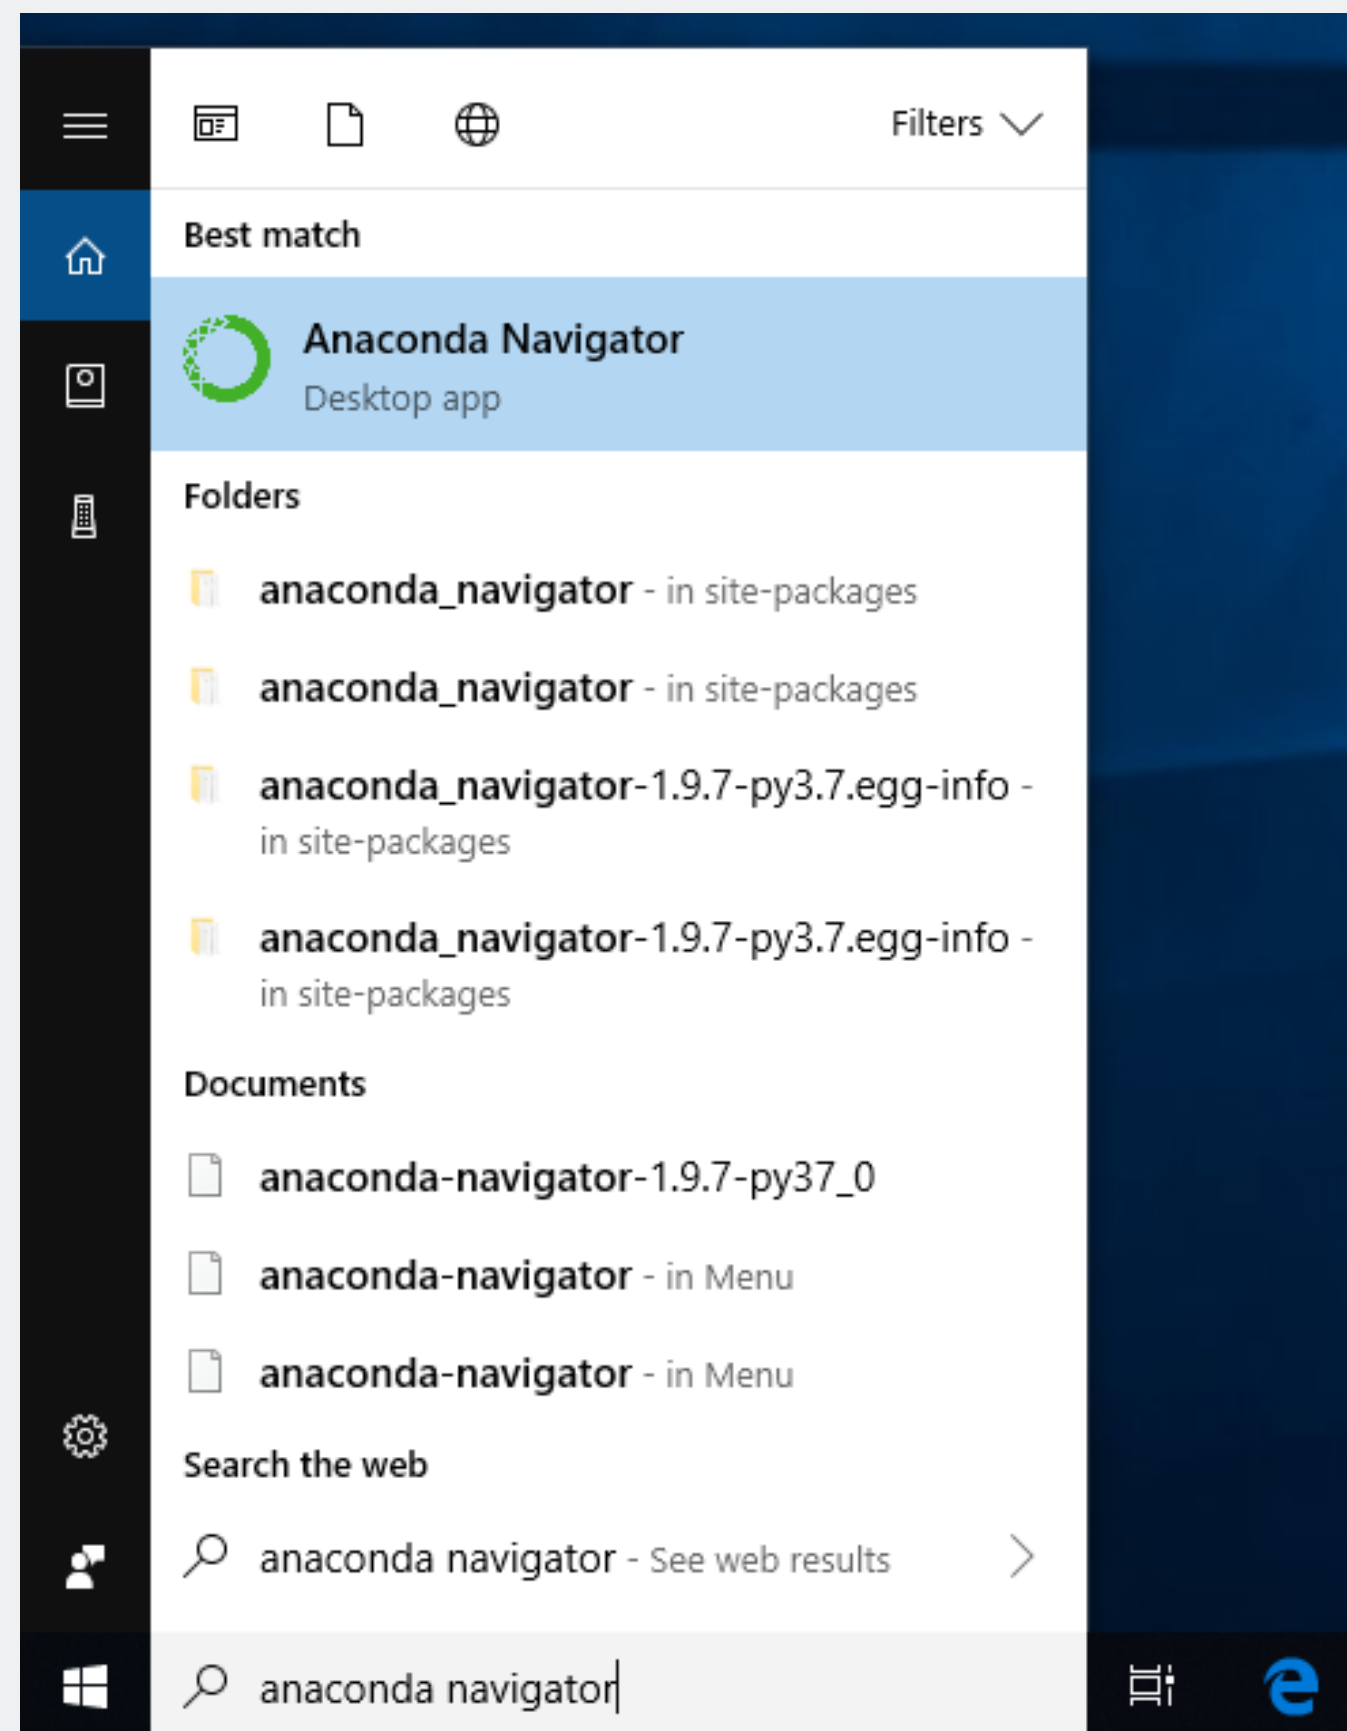 Filters
Best match
Anaconda Navigator
Desktop app
Folders
anaconda_navigator - in site-packages
anaconda_navigator - in site-packages
anaconda_navigator-1.9.7-py3.7.egg-info -
in site-packages
anaconda_navigator-1.9.7-py3.7.egg-info -
in site-packages
Documents
anaconda-navigator-1.9.7-py37_0
anaconda-navigator - in Menu
anaconda-navigator - in Menu
Search the web
anaconda navigator - See web results
anaconda navigator